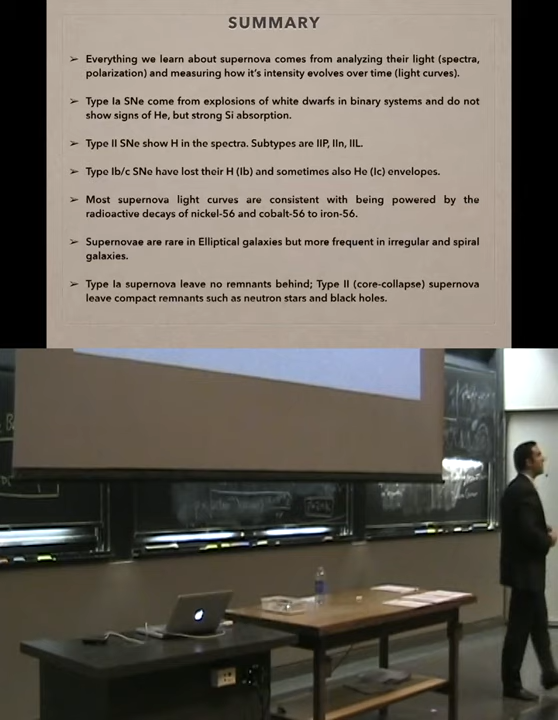 SUMMARY
➢ Everything we learn about supernova comes from analyzing their light (spectra,
polarization) and measuring how it's intensity evolves over time (light curves).
➢ Type Ia SNe come from explosions of white dwarfs in binary systems and do not
show signs of He, but strong Si absorption.
➢ Type II SNe show H in the spectra. Subtypes are IIP, IIn, IIL.
➢ Type Ib/c SNe have lost their H (Ib) and sometimes also He (Ic) envelopes.
➢ Most supernova light curves are consistent with being powered by the
radioactive decays of nickel-56 and cobalt-56 to iron-56.
➢ Supernovae are rare in Elliptical galaxies but more frequent in irregular and spiral
galaxies.
➢ Type Ia supernova leave no remnants behind; Type II (core-collapse) supernova
leave compact remnants such as neutron stars and black holes.